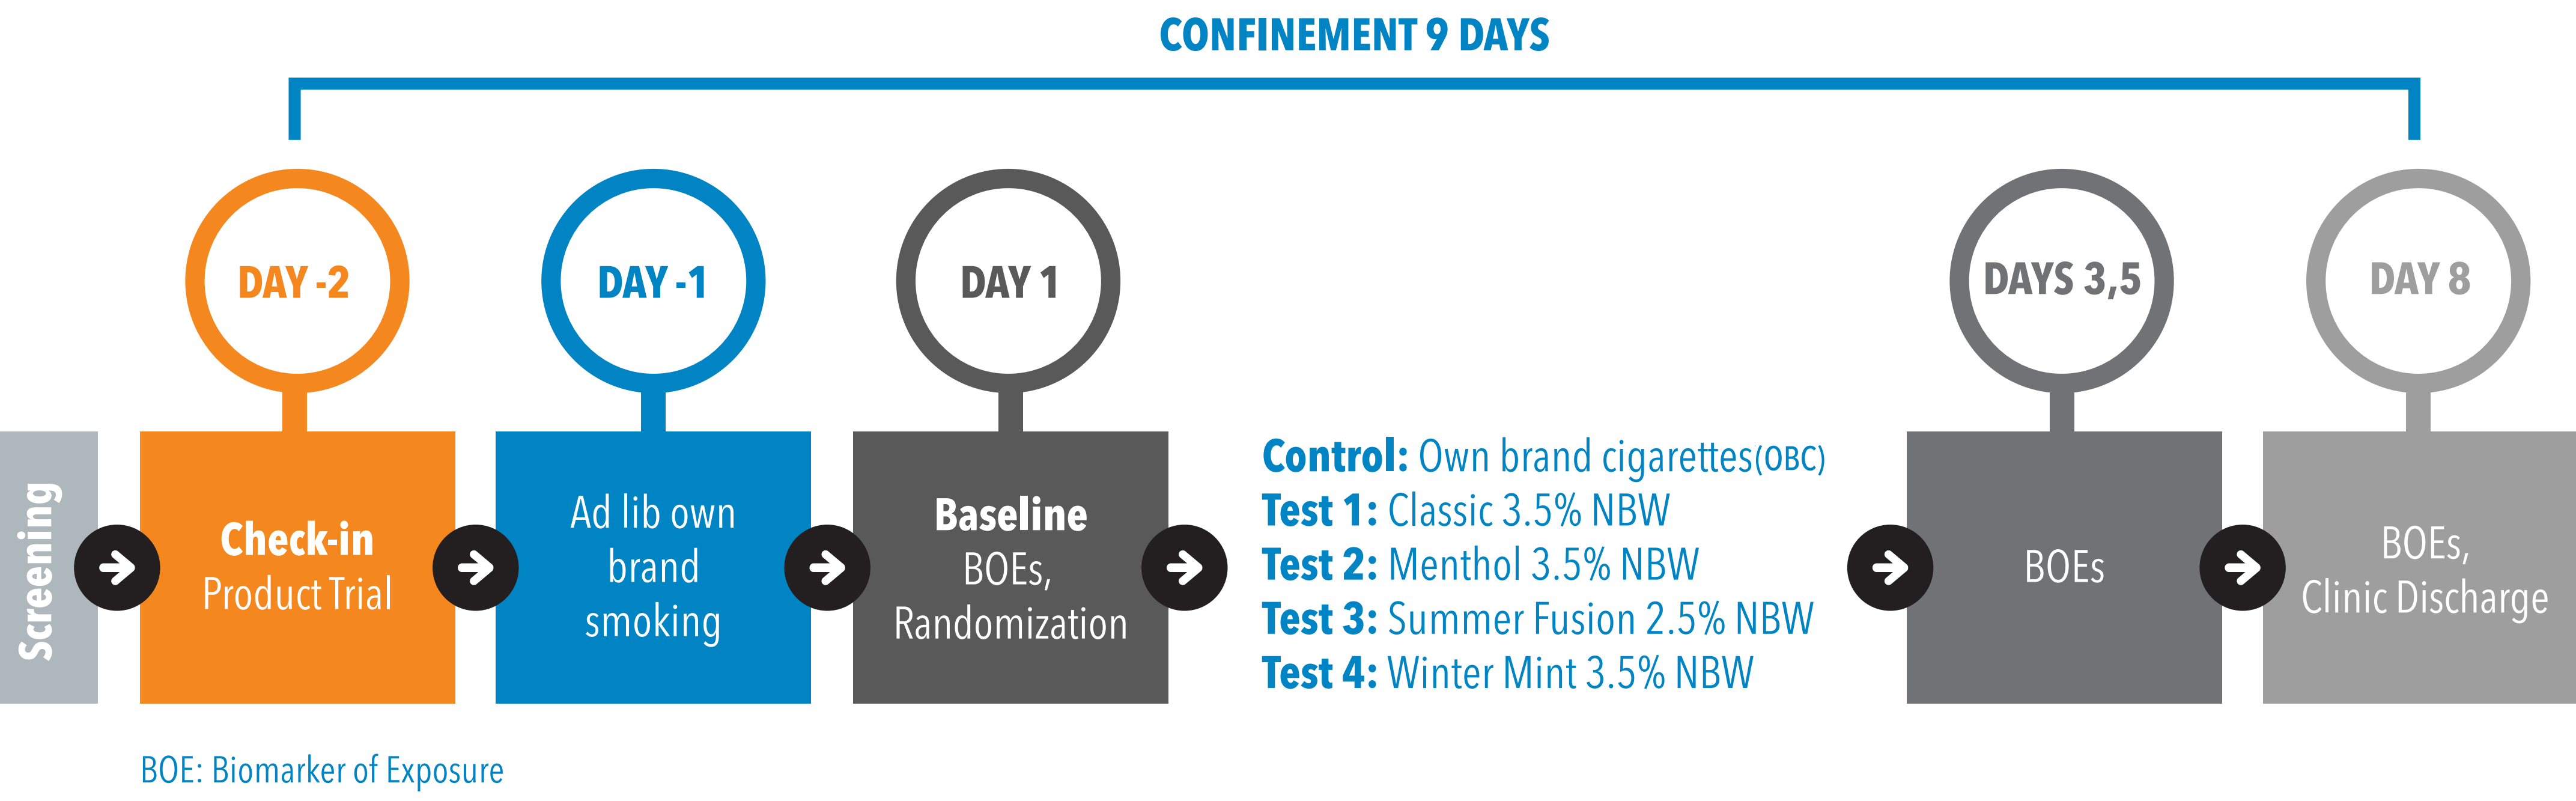 CONFINEMENT 9 DAYS
DAY -2
DAY -1
DAY 1
DAYS 3,5
DAY 8
Screening
Check-in
Product Trial
Ad lib own
brand
smoking
Baseline
BOEs,
Randomization
Control: Own brand cigarettes(OBC)
Test 1: Classic 3.5% NBW
Test 2: Menthol 3.5% NBW
Test 3: Summer Fusion 2.5% NBW
Test 4: Winter Mint 3.5% NBW
BOEs
BOEs,
Clinic Discharge
BOE: Biomarker of Exposure